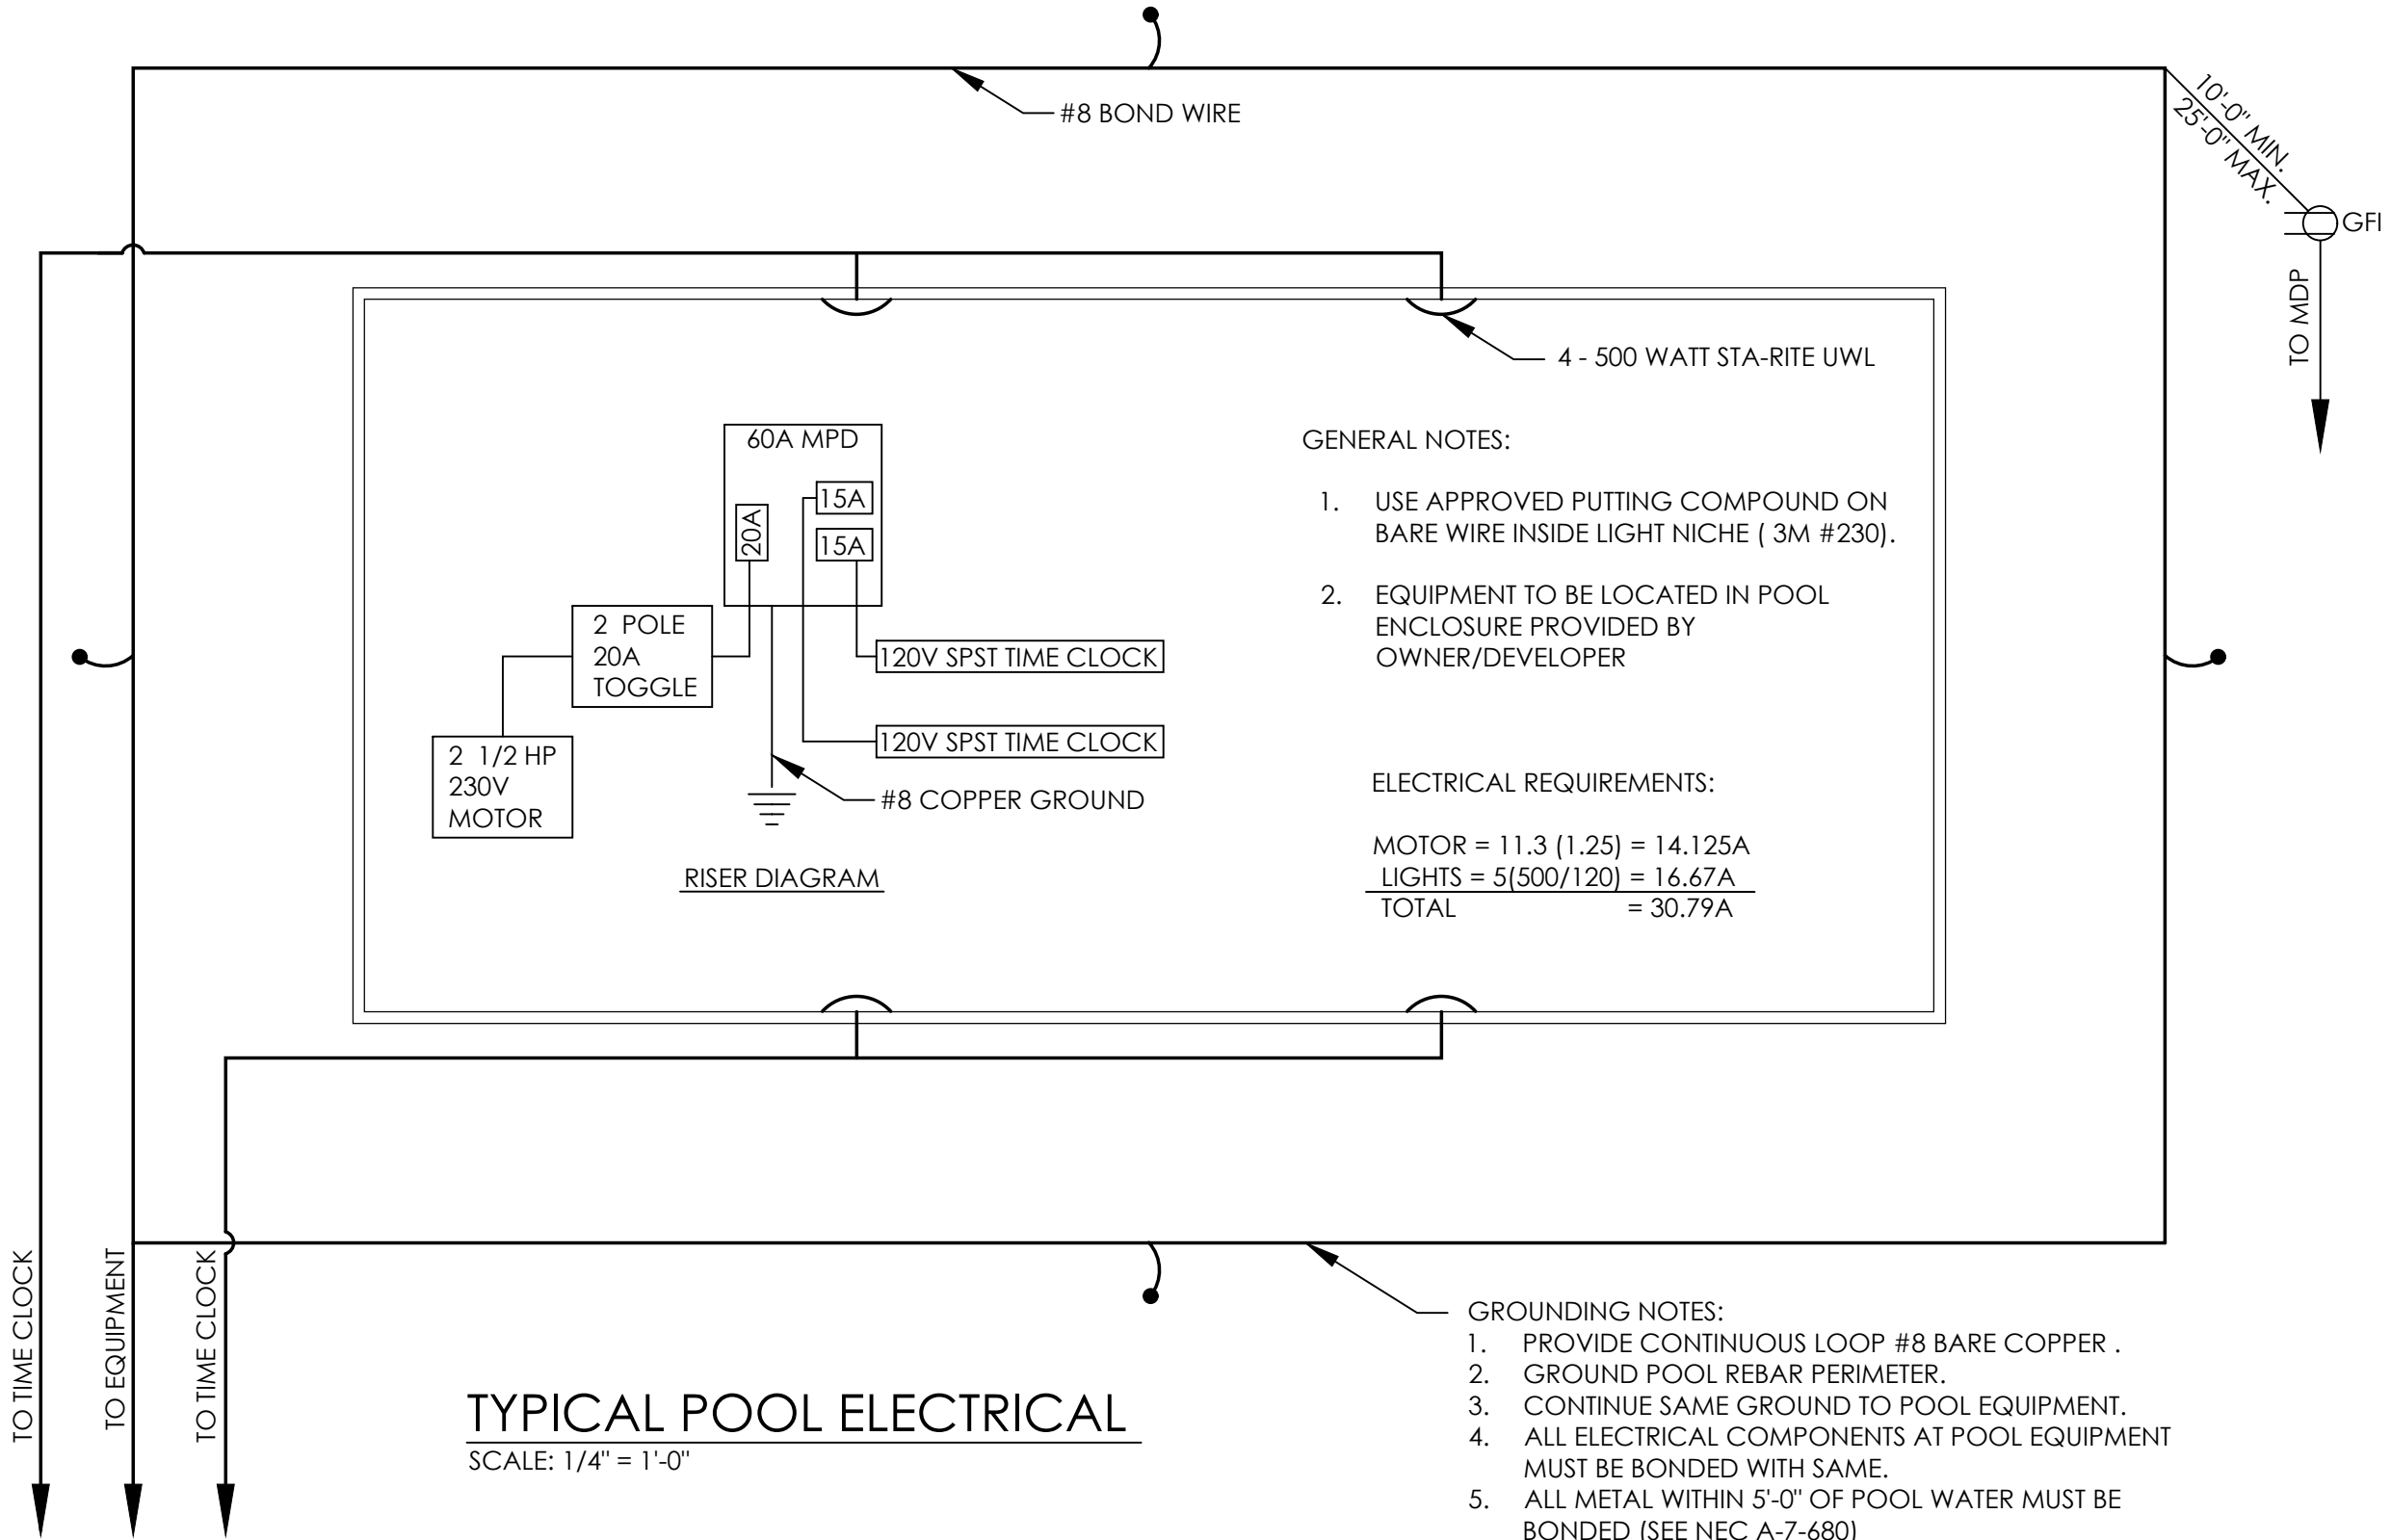 #8 BOND WIRE
10'-0" MIN.
25'-0" MAX.
GFI
TO MDP
4 - 500 WATT STA-RITE UWL
60A MPD
15A
20A
15A
2 POLE
20A
TOGGLE
120V SPST TIME CLOCK
120V SPST TIME CLOCK
2 1/2 HP
230V
MOTOR
#8 COPPER GROUND
RISER DIAGRAM
GENERAL NOTES:
1. USE APPROVED PUTTING COMPOUND ON
BARE WIRE INSIDE LIGHT NICHE ( 3M #230).
2. EQUIPMENT TO BE LOCATED IN POOL
ENCLOSURE PROVIDED BY
OWNER/DEVELOPER
ELECTRICAL REQUIREMENTS:
MOTOR = 11.3 (1.25) = 14.125A
LIGHTS = 5(500/120) = 16.67A
TOTAL = 30.79A
TO TIME CLOCK
TO EQUIPMENT
TO TIME CLOCK
TYPICAL POOL ELECTRICAL
SCALE: 1/4" = 1'-0"
GROUNDING NOTES:
1. PROVIDE CONTINUOUS LOOP #8 BARE COPPER .
2. GROUND POOL REBAR PERIMETER.
3. CONTINUE SAME GROUND TO POOL EQUIPMENT.
4. ALL ELECTRICAL COMPONENTS AT POOL EQUIPMENT
MUST BE BONDED WITH SAME.
5. ALL METAL WITHIN 5'-0" OF POOL WATER MUST BE
BONDED (SEE NEC A-7-680)